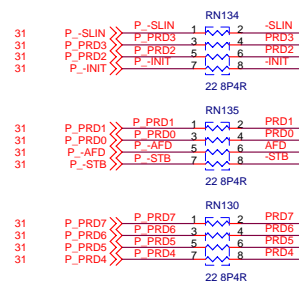 RN134
31 P_-SLIN P_-SLIN 1 2 -SLIN
31 P_PRD3 P_PRD3 3 4 PRD3
31 P_PRD2 P_PRD2 5 6 PRD2
31 P_-INIT P_-INIT 7 8 -INIT
22 8P4R
RN135
31 P_PRD1 P_PRD1 1 2 PRD1
31 P_PRD0 P_PRD0 3 4 PRD0
31 P_-AFD P_-AFD 5 6 AFD
31 P_-STB P_-STB 7 8 -STB
22 8P4R
RN130
31 P_PRD7 P_PRD7 1 2 PRD7
31 P_PRD6 P_PRD6 3 4 PRD6
31 P_PRD5 P_PRD5 5 6 PRD5
31 P_PRD4 P_PRD4 7 8 PRD4
22 8P4R